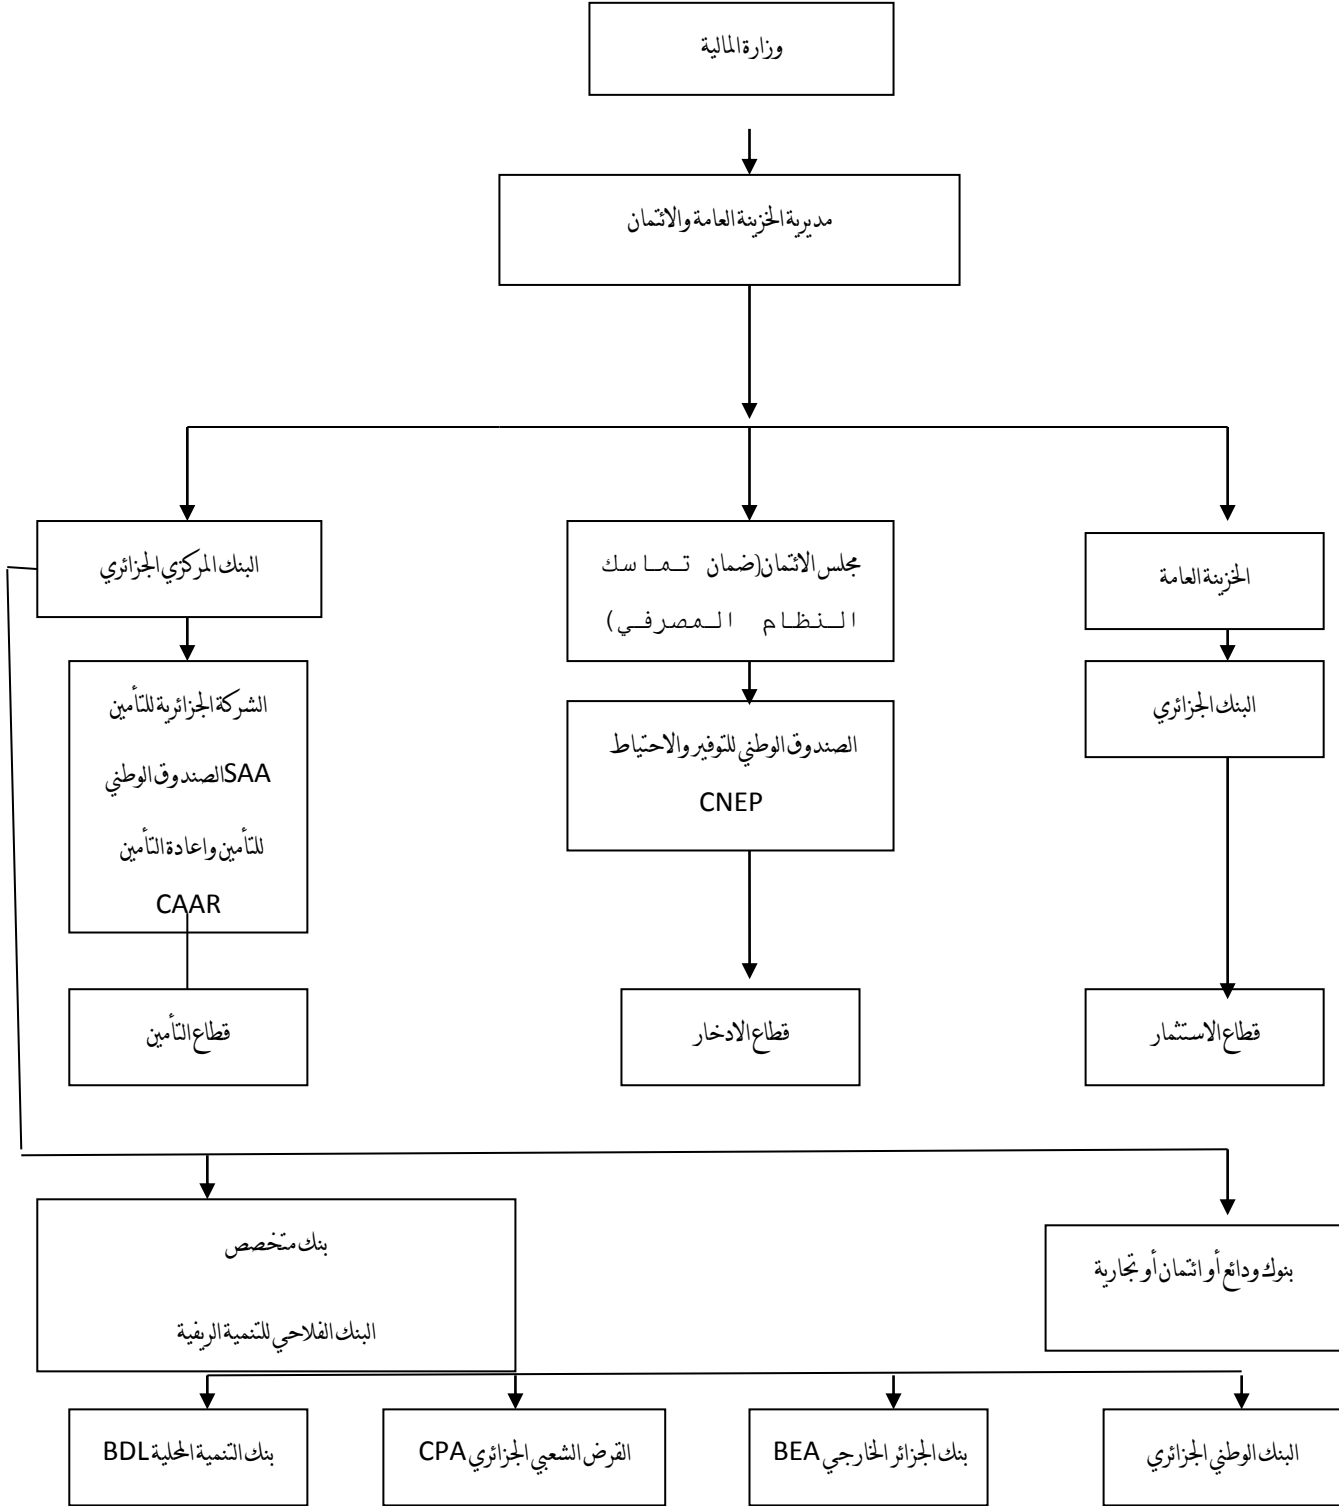 وزارة المالية
مديرية الخزينة العامة والائتمان
الخزينة العامة
مجلس الائتمان(ضمان تماسك
النظام المصرفي)
البنك المركزي الجزائري
البنك الجزائري
الصندوق الوطني للتوفير والاحتياط
CNEP
الشركة الجزائرية للتأمين
SAAالصندوق الوطني
للتأمين واعادة التأمين
CAAR
قطاع الاستثمار
قطاع الادخار
قطاع التأمين
بنوك ودائع أو ائتمان أو تجارية
بنك متخصص
البنك الفلاحي للتنمية الريفية
البنك الوطني الجزائري
بنك الجزائر الخارجي BEA
القرض الشعبي الجزائري CPA
بنك التنمية المحلية BDL